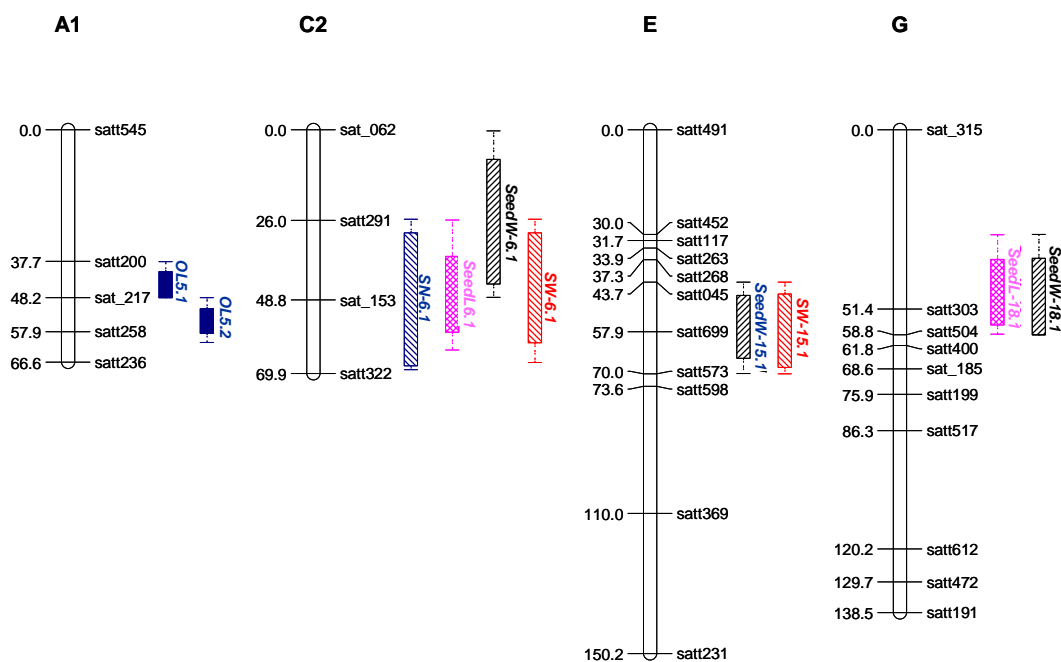 A1
0.0 satt545
37.7 satt200
48.2 sat_217
57.9 satt258
66.6 satt236
OL5.1
OL5.2
C2
0.0 sat_062
26.0 satt291
48.8 sat_153
69.9 satt322
SN-6.1
SeedL6.1
SeedW-6.1
SW-6.1
E
0.0 satt491
30.0 satt452
31.7 satt117
33.9 satt263
37.3 satt268
43.7 satt045
57.9 satt699
70.0 satt573
73.6 satt598
110.0 satt369
150.2 satt231
SeedW-15.1
SW-15.1
G
0.0 sat_315
51.4 satt303
58.8 satt504
61.8 satt400
68.6 sat_185
75.9 satt199
86.3 satt517
120.2 satt612
129.7 satt472
138.5 satt191
SeedL-18.1
SeedW-18.1